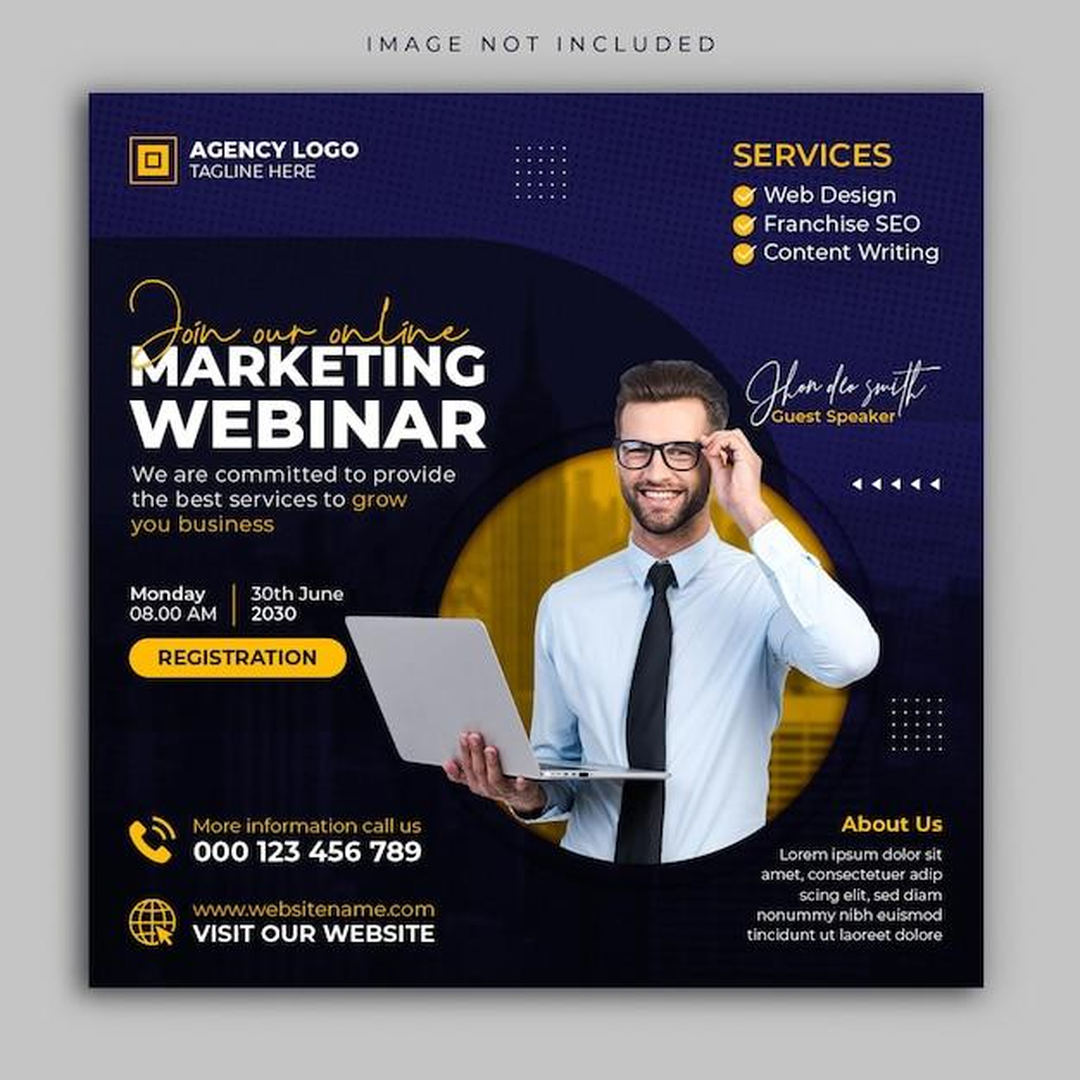 IMAGE NOT INCLUDED
AGENCY LOGO
TAGLINE HERE
SERVICES
Web Design
Franchise SEO
Content Writing
Join our online
MARKETING
WEBINAR
We are committed to provide
the best services to grow
you business
Jhon deo smith
Guest Speaker
Monday
08.00 AM
30th June
2030
REGISTRATION
More information call us
000 123 456 789
www.websitename.com
VISIT OUR WEBSITE
About Us
Lorem ipsum dolor sit
amet, consectetuer adip
scing elit, sed diam
nonummy nibh euismod
tincidunt ut laoreet dolore